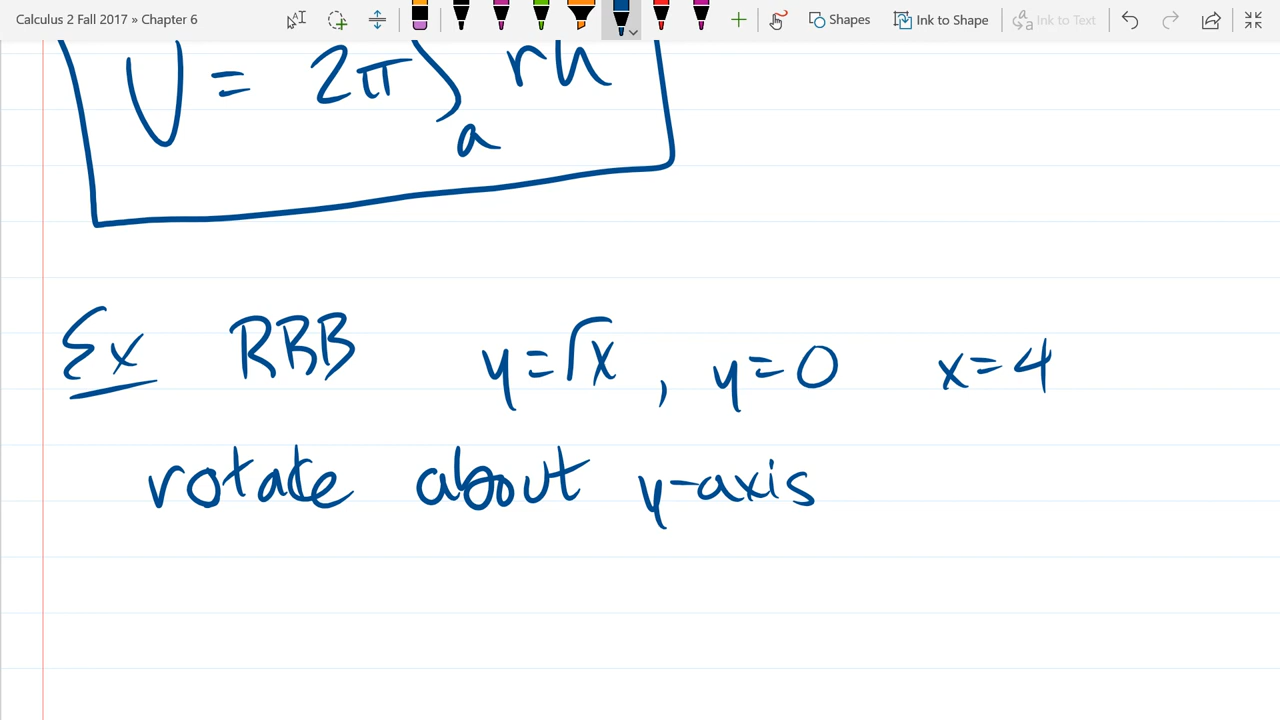 Calculus 2 Fall 2017 » Chapter 6
Shapes
Ink to Shape
Ink to Text
V = 2π ∫ rh
a
Ex RBB y=√x, y=0 x=4
rotate about y-axis